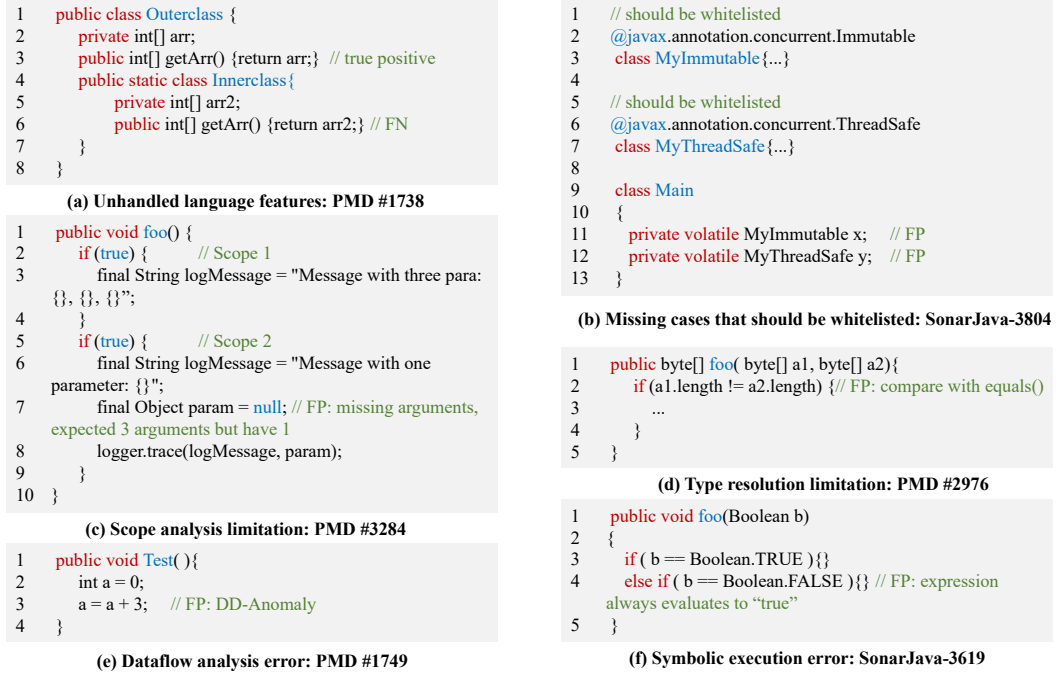 1 public class Outerclass {
2 private int[] arr;
3 public int[] getArr() {return arr;} // true positive
4 public static class Innerclass{
5 private int[] arr2;
6 public int[] getArr() {return arr2;} // FN
7 }
8 }
(a) Unhandled language features: PMD #1738
1 public void foo() {
2 if (true) { // Scope 1
3 final String logMessage = "Message with three para:
{}, {}, {}”;
4 }
5 if (true) { // Scope 2
6 final String logMessage = "Message with one
parameter: {}";
7 final Object param = null; // FP: missing arguments,
expected 3 arguments but have 1
8 logger.trace(logMessage, param);
9 }
10 }
(c) Scope analysis limitation: PMD #3284
1 public void Test( ){
2 int a = 0;
3 a = a + 3; // FP: DD-Anomaly
4 }
(e) Dataflow analysis error: PMD #1749
1 // should be whitelisted
2 @javax.annotation.concurrent.Immutable
3 class MyImmutable{...}
4
5 // should be whitelisted
6 @javax.annotation.concurrent.ThreadSafe
7 class MyThreadSafe{...}
8
9 class Main
10 {
11 private volatile MyImmutable x; // FP
12 private volatile MyThreadSafe y; // FP
13 }
(b) Missing cases that should be whitelisted: SonarJava-3804
1 public byte[] foo( byte[] a1, byte[] a2){
2 if (a1.length != a2.length) {// FP: compare with equals()
3 ...
4 }
5 }
(d) Type resolution limitation: PMD #2976
1 public void foo(Boolean b)
2 {
3 if ( b == Boolean.TRUE ){}
4 else if ( b == Boolean.FALSE ){} // FP: expression
always evaluates to “true”
5 }
(f) Symbolic execution error: SonarJava-3619